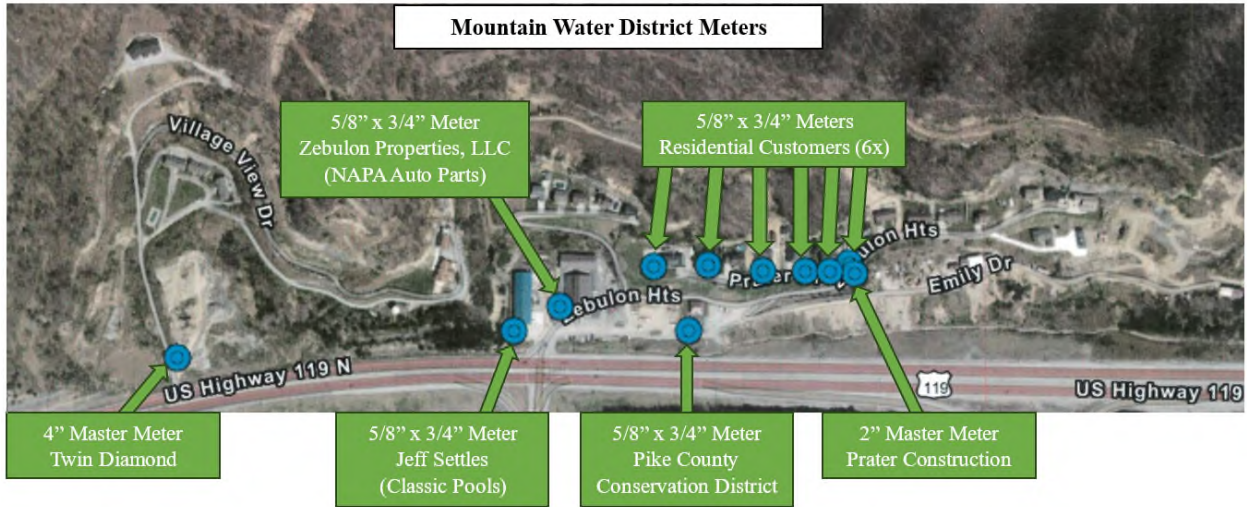 Mountain Water District Meters
5/8” x 3/4” Meter
Zebulon Properties, LLC
(NAPA Auto Parts)
5/8” x 3/4” Meters
Residential Customers (6x)
Village View Dr
Zebulon Hts
Prater
bulon Hts
Emily Dr
US Highway 119 N
119
US Highway 119
4” Master Meter
Twin Diamond
5/8” x 3/4” Meter
Jeff Settles
(Classic Pools)
5/8” x 3/4” Meter
Pike County
Conservation District
2” Master Meter
Prater Construction